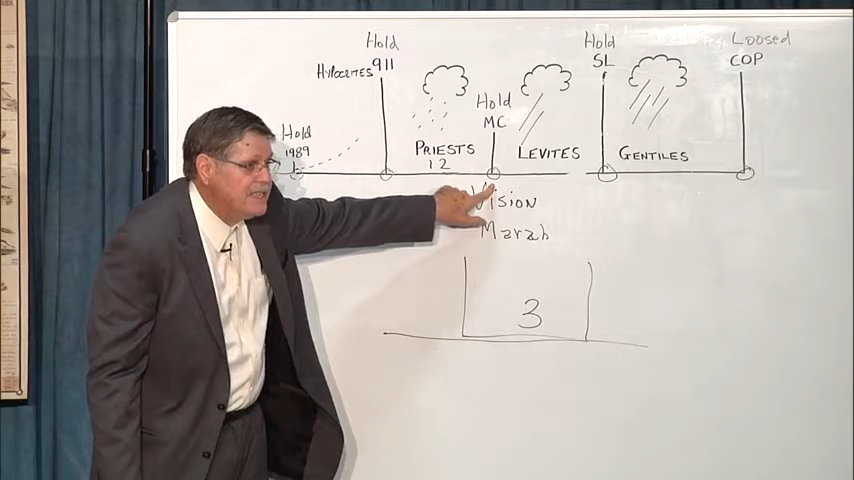 Hold
Hold
Loosed
911
SL
COP
HYPOCRITES
Hold
MC
Hold
1989
PRIESTS
LEVITES
GENTILES
12
Vision
Marah
3